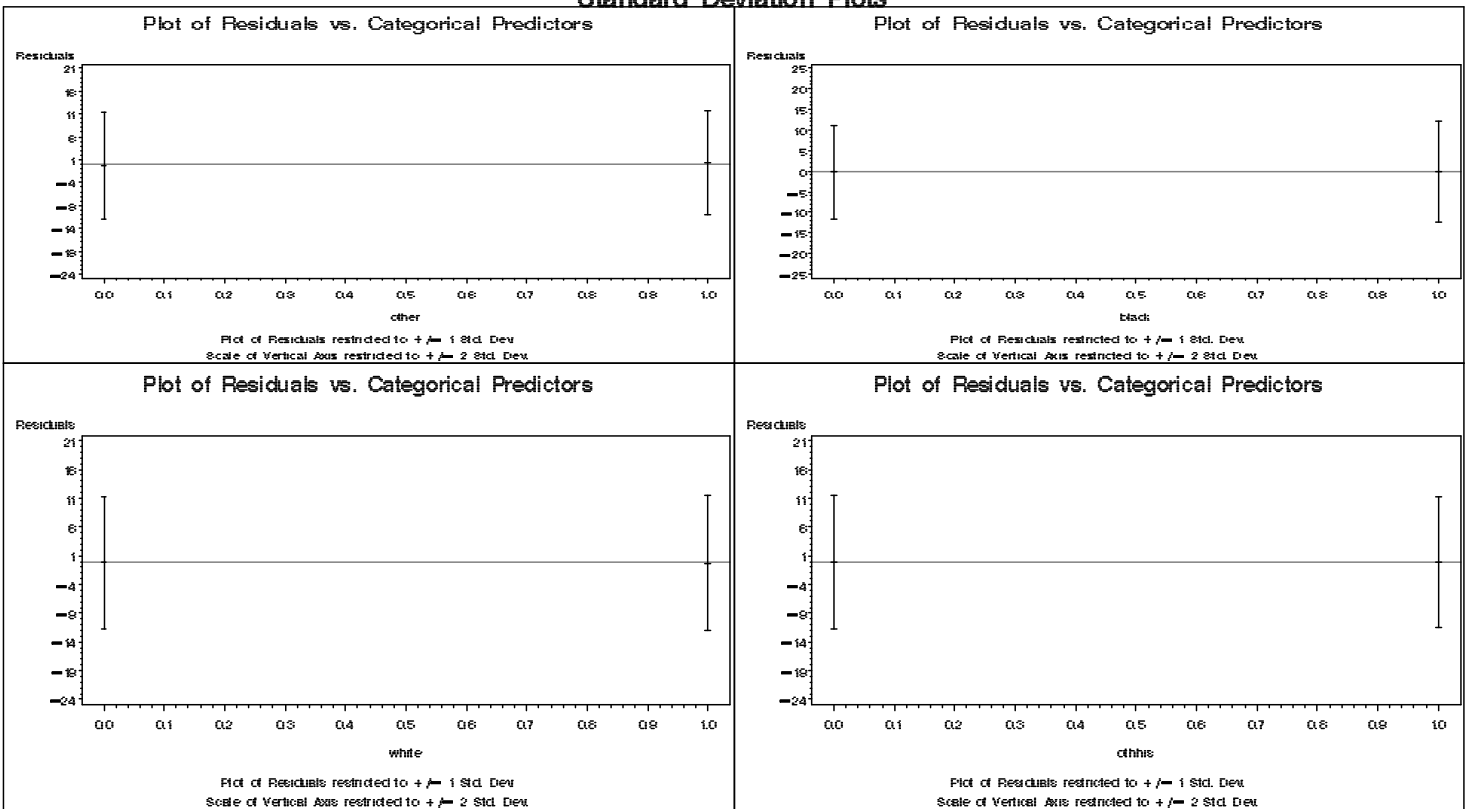 Standard Deviation Plots
Plot of Residuals vs. Categorical Predictors
Residuals
21
16
11
6
1
−4
−9
−14
−19
−24
0.0 0.1 0.2 0.3 0.4 0.5 0.6 0.7 0.8 0.9 1.0
other
Plot of Residuals restricted to +/− 1 Std. Dev.
Scale of Vertical Axis restricted to +/− 2 Std. Dev.
Plot of Residuals vs. Categorical Predictors
Residuals
25
20
15
10
5
0
−5
−10
−15
−20
−25
0.0 0.1 0.2 0.3 0.4 0.5 0.6 0.7 0.8 0.9 1.0
black
Plot of Residuals restricted to +/− 1 Std. Dev.
Scale of Vertical Axis restricted to +/− 2 Std. Dev.
Plot of Residuals vs. Categorical Predictors
Residuals
21
16
11
6
1
−4
−9
−14
−19
−24
0.0 0.1 0.2 0.3 0.4 0.5 0.6 0.7 0.8 0.9 1.0
white
Plot of Residuals restricted to +/− 1 Std. Dev.
Scale of Vertical Axis restricted to +/− 2 Std. Dev.
Plot of Residuals vs. Categorical Predictors
Residuals
21
16
11
6
1
−4
−9
−14
−19
−24
0.0 0.1 0.2 0.3 0.4 0.5 0.6 0.7 0.8 0.9 1.0
othhis
Plot of Residuals restricted to +/− 1 Std. Dev.
Scale of Vertical Axis restricted to +/− 2 Std. Dev.